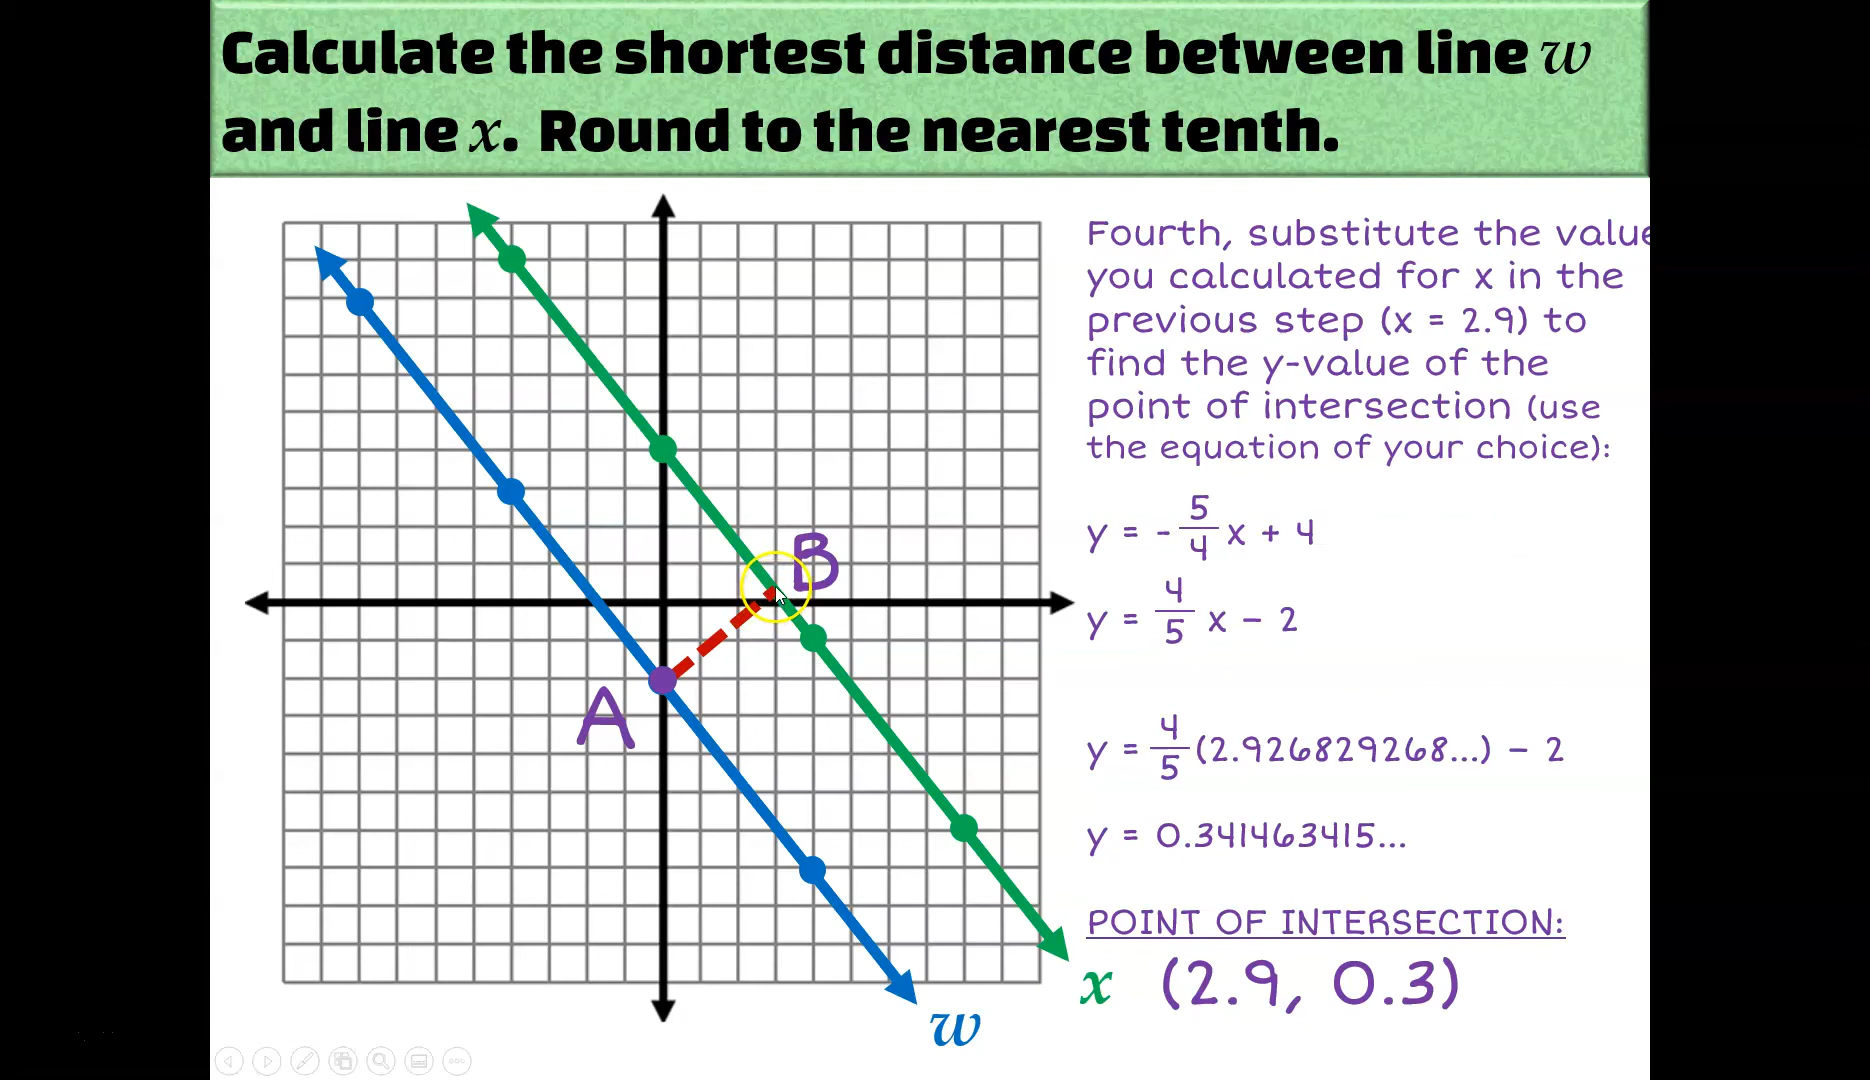 Calculate the shortest distance between line w
and line x. Round to the nearest tenth.
Fourth, substitute the value
you calculated for x in the
previous step (x = 2.9) to
find the y-value of the
point of intersection (use
the equation of your choice):
y = -5/4 x + 4
B
y = 4/5 x - 2
A
y = 4/5 (2.926829268...) - 2
y = 0.341463415...
POINT OF INTERSECTION:
x (2.9, 0.3)
w